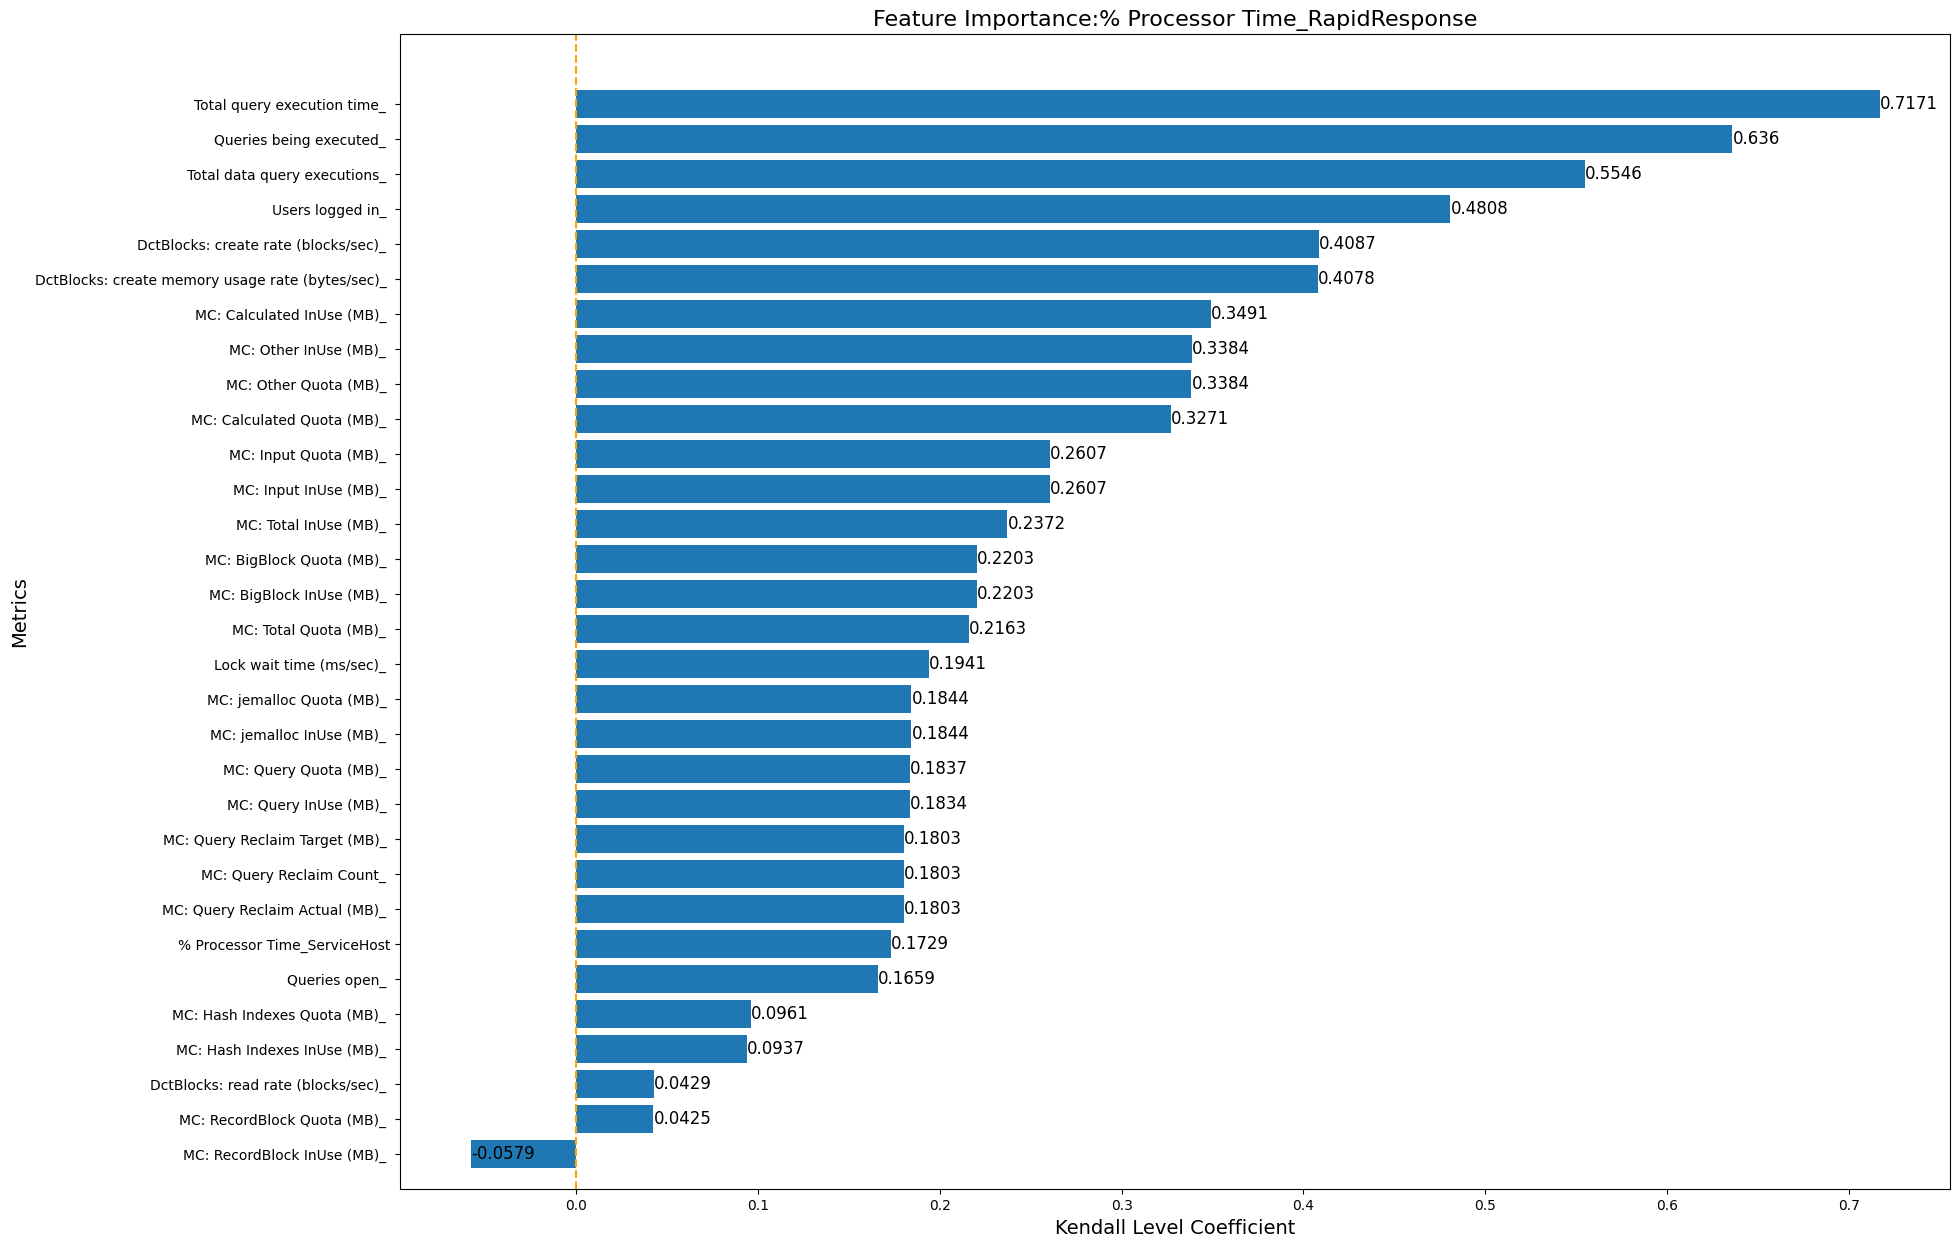 Feature Importance:% Processor Time_RapidResponse
Total query execution time_ 0.7171
Queries being executed_ 0.636
Total data query executions_ 0.5546
Users logged in_ 0.4808
DctBlocks: create rate (blocks/sec)_ 0.4087
DctBlocks: create memory usage rate (bytes/sec)_ 0.4078
MC: Calculated InUse (MB)_ 0.3491
MC: Other InUse (MB)_ 0.3384
MC: Other Quota (MB)_ 0.3384
MC: Calculated Quota (MB)_ 0.3271
MC: Input Quota (MB)_ 0.2607
MC: Input InUse (MB)_ 0.2607
MC: Total InUse (MB)_ 0.2372
MC: BigBlock Quota (MB)_ 0.2203
MC: BigBlock InUse (MB)_ 0.2203
MC: Total Quota (MB)_ 0.2163
Lock wait time (ms/sec)_ 0.1941
MC: jemalloc Quota (MB)_ 0.1844
MC: jemalloc InUse (MB)_ 0.1844
MC: Query Quota (MB)_ 0.1837
MC: Query InUse (MB)_ 0.1834
MC: Query Reclaim Target (MB)_ 0.1803
MC: Query Reclaim Count_ 0.1803
MC: Query Reclaim Actual (MB)_ 0.1803
% Processor Time_ServiceHost 0.1729
Queries open_ 0.1659
MC: Hash Indexes Quota (MB)_ 0.0961
MC: Hash Indexes InUse (MB)_ 0.0937
DctBlocks: read rate (blocks/sec)_ 0.0429
MC: RecordBlock Quota (MB)_ 0.0425
MC: RecordBlock InUse (MB)_ -0.0579
Metrics
0.0 0.1 0.2 0.3 0.4 0.5 0.6 0.7
Kendall Level Coefficient